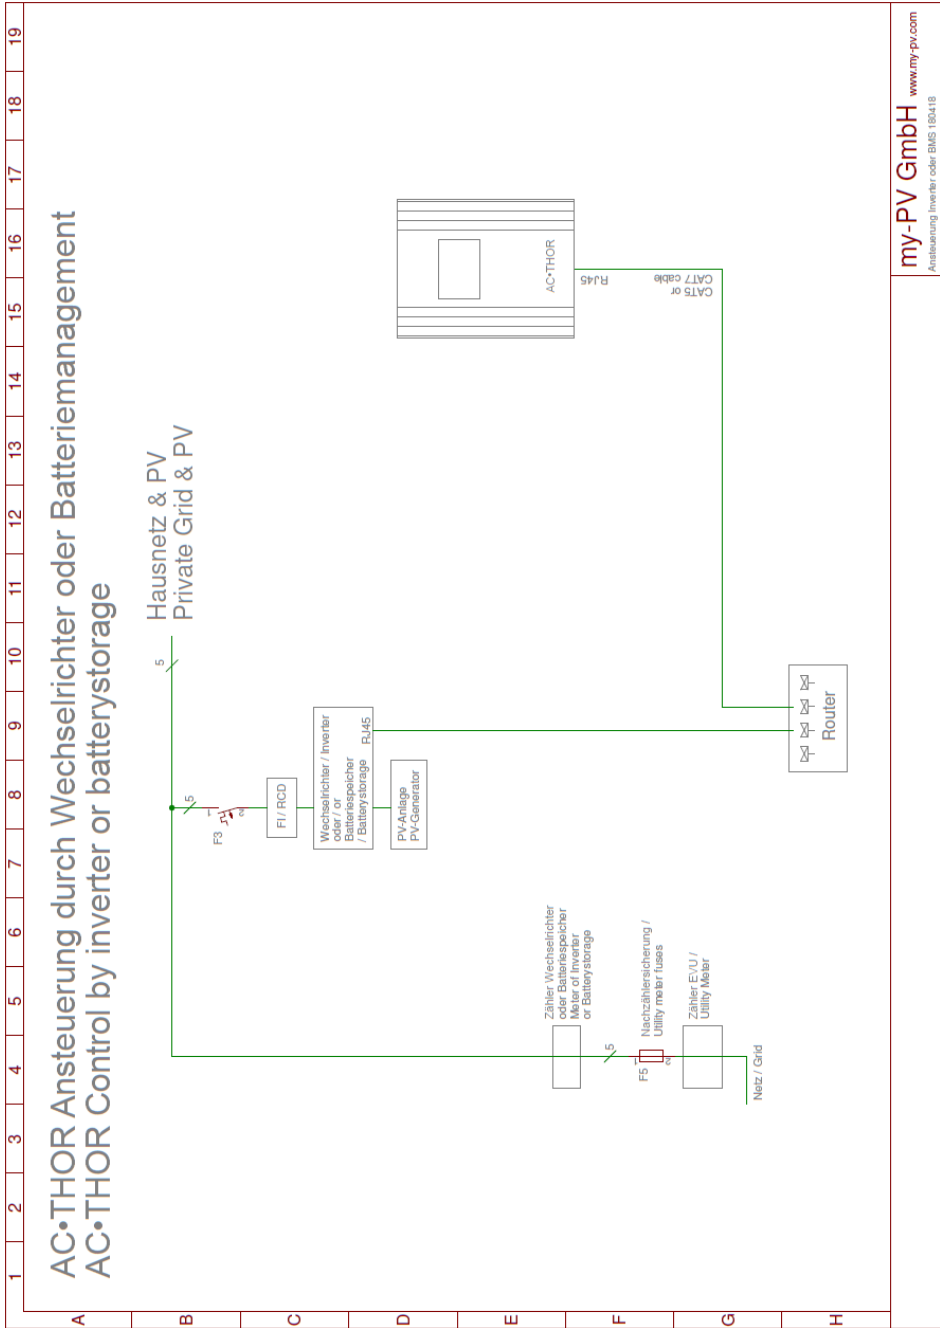 1 2 3 4 5 6 7 8 9 10 11 12 13 14 15 16 17 18 19
A
B
C
D
E
F
G
H
AC•THOR Ansteuerung durch Wechselrichter oder Batteriemanagement
AC•THOR Control by inverter or batterystorage
Hausnetz & PV
Private Grid & PV
5
5
1
2
F3
FI / RCD
Wechselrichter / Inverter
oder / or
Batteriespeicher
/ Batterystorage
RJ45
PV-Anlage
PV-Generator
Zähler Wechselrichter
oder Batteriespeicher
Meter of Inverter
or Batterystorage
5
1
2
F5
Nachzählersicherung /
Utility meter fuses
Zähler EVU /
Utility Meter
Netz / Grid
AC•THOR
RJ45
CAT5 or
CAT7 cable
Router
my-PV GmbH www.my-pv.com
Ansteuerung Inverter oder BMS 180418